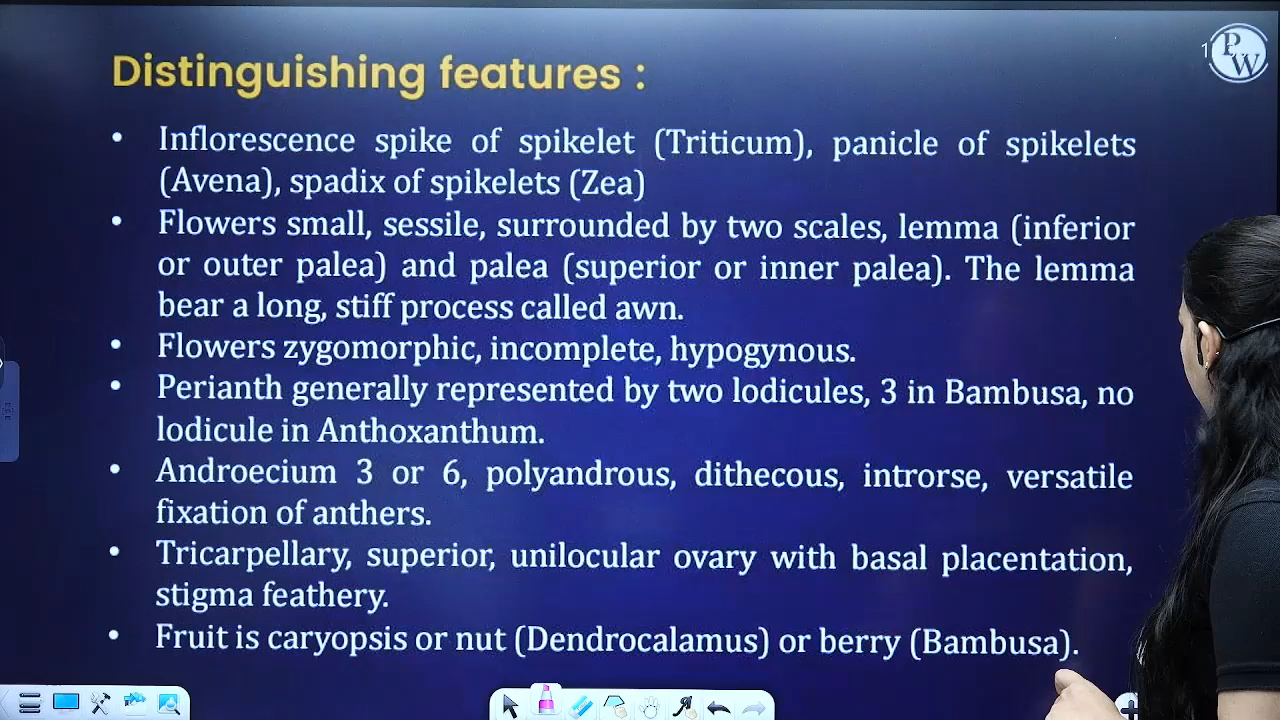 Distinguishing features :
• Inflorescence spike of spikelet (Triticum), panicle of spikelets
(Avena), spadix of spikelets (Zea)
• Flowers small, sessile, surrounded by two scales, lemma (inferior
or outer palea) and palea (superior or inner palea). The lemma
bear a long, stiff process called awn.
• Flowers zygomorphic, incomplete, hypogynous.
• Perianth generally represented by two lodicules, 3 in Bambusa, no
lodicule in Anthoxanthum.
• Androecium 3 or 6, polyandrous, dithecous, introrse, versatile
fixation of anthers.
• Tricarpellary, superior, unilocular ovary with basal placentation,
stigma feathery.
• Fruit is caryopsis or nut (Dendrocalamus) or berry (Bambusa).
1
P
W